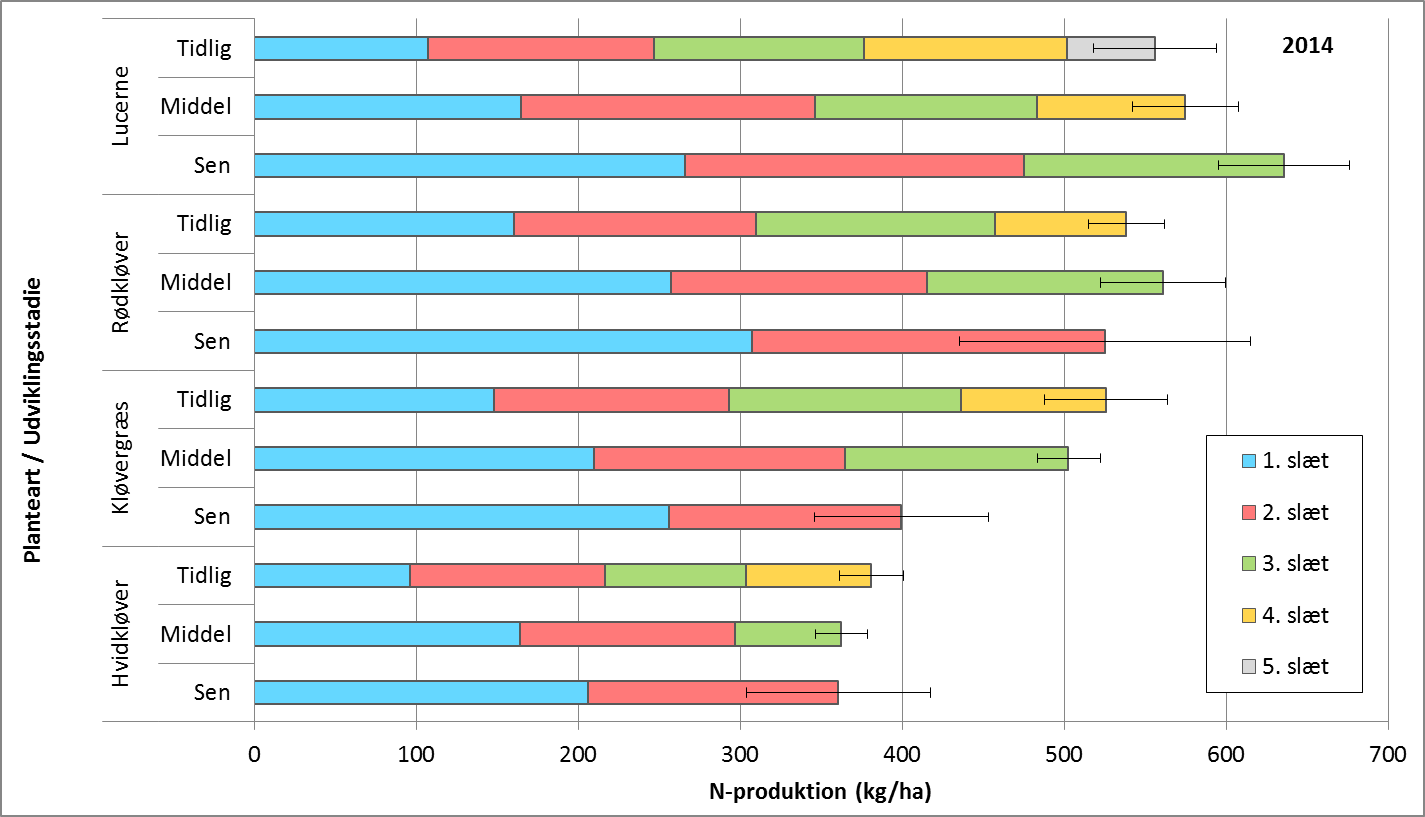 2014
Planteart / Udviklingsstadie
Lucerne
Tidlig
Middel
Sen
Rødkløver
Tidlig
Middel
Sen
Kløvergræs
Tidlig
Middel
Sen
Hvidkløver
Tidlig
Middel
Sen
1. slæt
2. slæt
3. slæt
4. slæt
5. slæt
0 100 200 300 400 500 600 700
N-produktion (kg/ha)